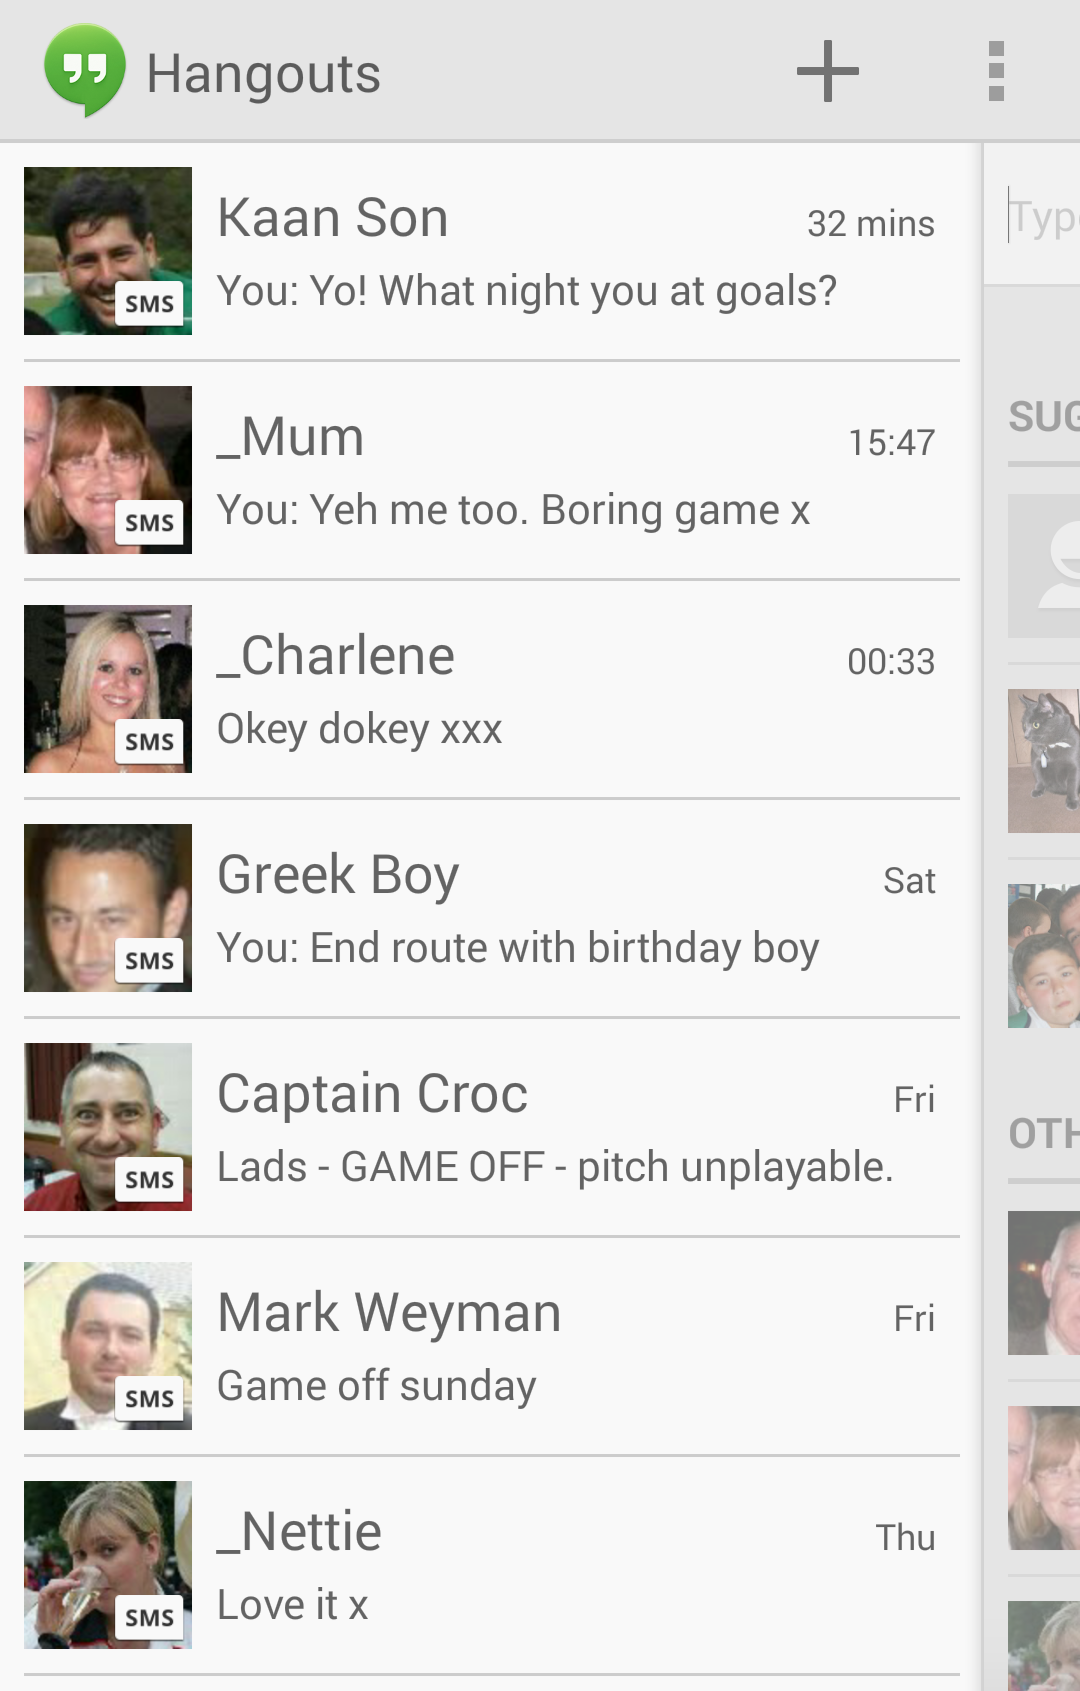 Hangouts
Kaan Son
32 mins
You: Yo! What night you at goals?
SMS
_Mum
15:47
You: Yeh me too. Boring game x
SMS
_Charlene
00:33
Okey dokey xxx
SMS
Greek Boy
Sat
You: End route with birthday boy
SMS
Captain Croc
Fri
Lads - GAME OFF - pitch unplayable.
SMS
Mark Weyman
Fri
Game off sunday
SMS
_Nettie
Thu
Love it x
SMS
Typ
SUG
OTH